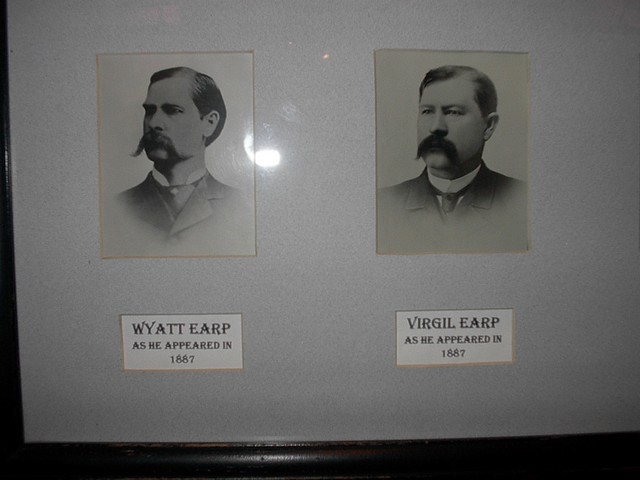 WYATT EARP
AS HE APPEARED IN
1887
VIRGIL EARP
AS HE APPEARED IN
1887